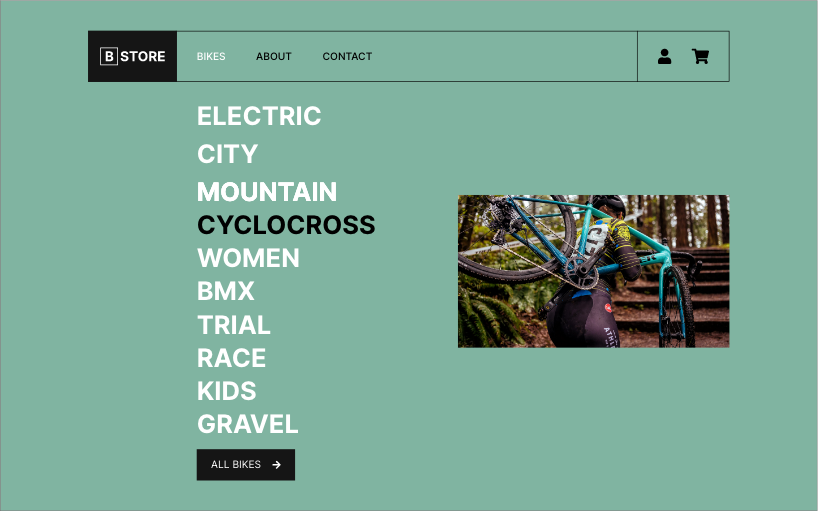 B STORE
BIKES ABOUT CONTACT
ELECTRIC
CITY
MOUNTAIN
CYCLOCROSS
WOMEN
BMX
TRIAL
RACE
KIDS
GRAVEL
ALL BIKES